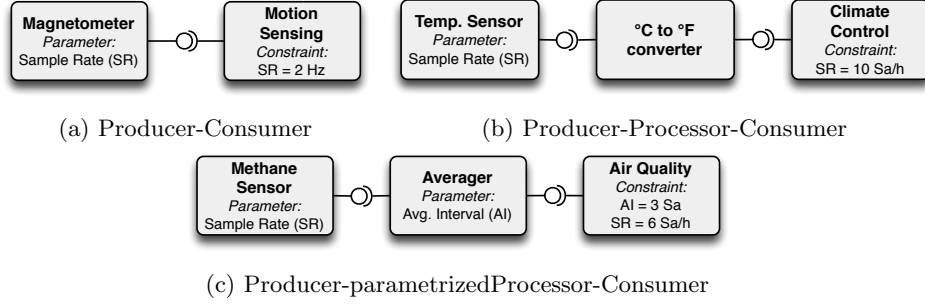 Magnetometer
Parameter:
Sample Rate (SR)
Motion
Sensing
Constraint:
SR = 2 Hz
(a) Producer-Consumer
Temp. Sensor
Parameter:
Sample Rate (SR)
°C to °F
converter
Climate
Control
Constraint:
SR = 10 Sa/h
(b) Producer-Processor-Consumer
Methane
Sensor
Parameter:
Sample Rate (SR)
Averager
Parameter:
Avg. Interval (AI)
Air Quality
Constraint:
AI = 3 Sa
SR = 6 Sa/h
(c) Producer-parametrizedProcessor-Consumer